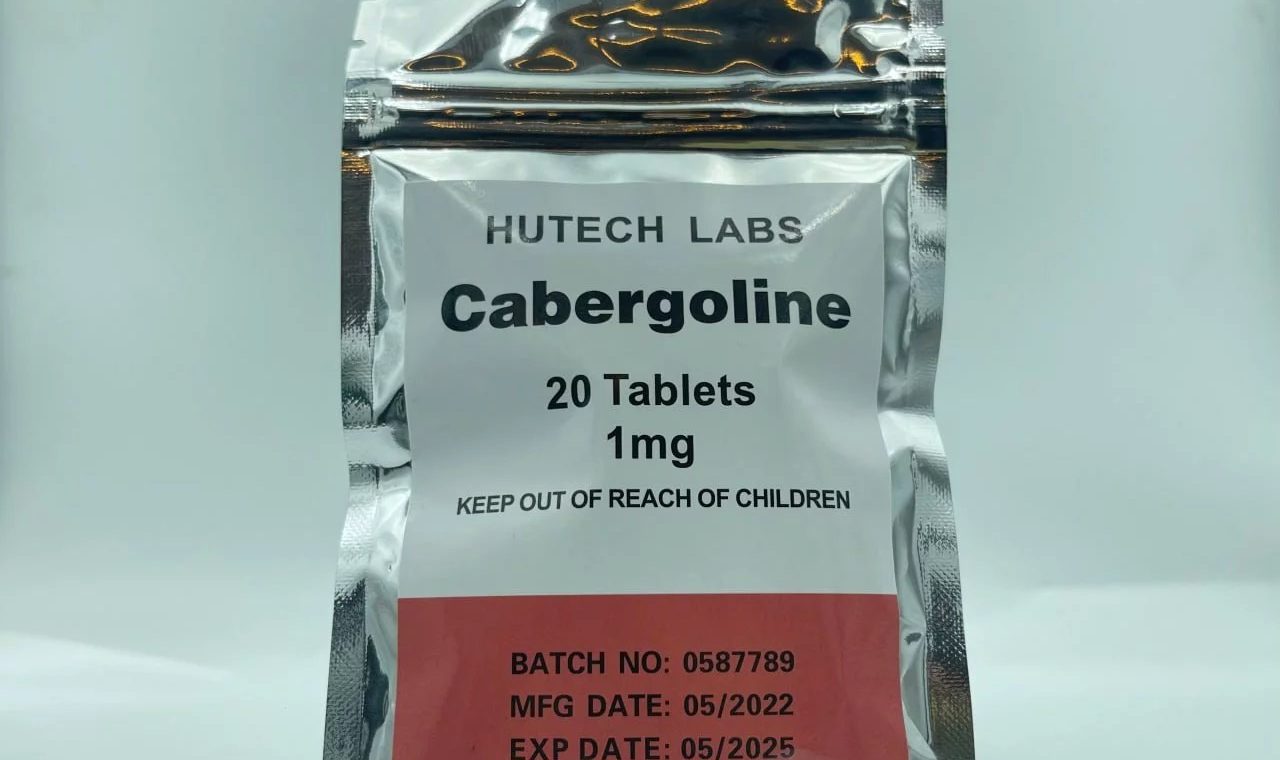 HUTECH LABS
Cabergoline
20 Tablets
1mg
KEEP OUT OF REACH OF CHILDREN
BATCH NO: 0587789
MFG DATE: 05/2022
EXP DATE: 05/2025